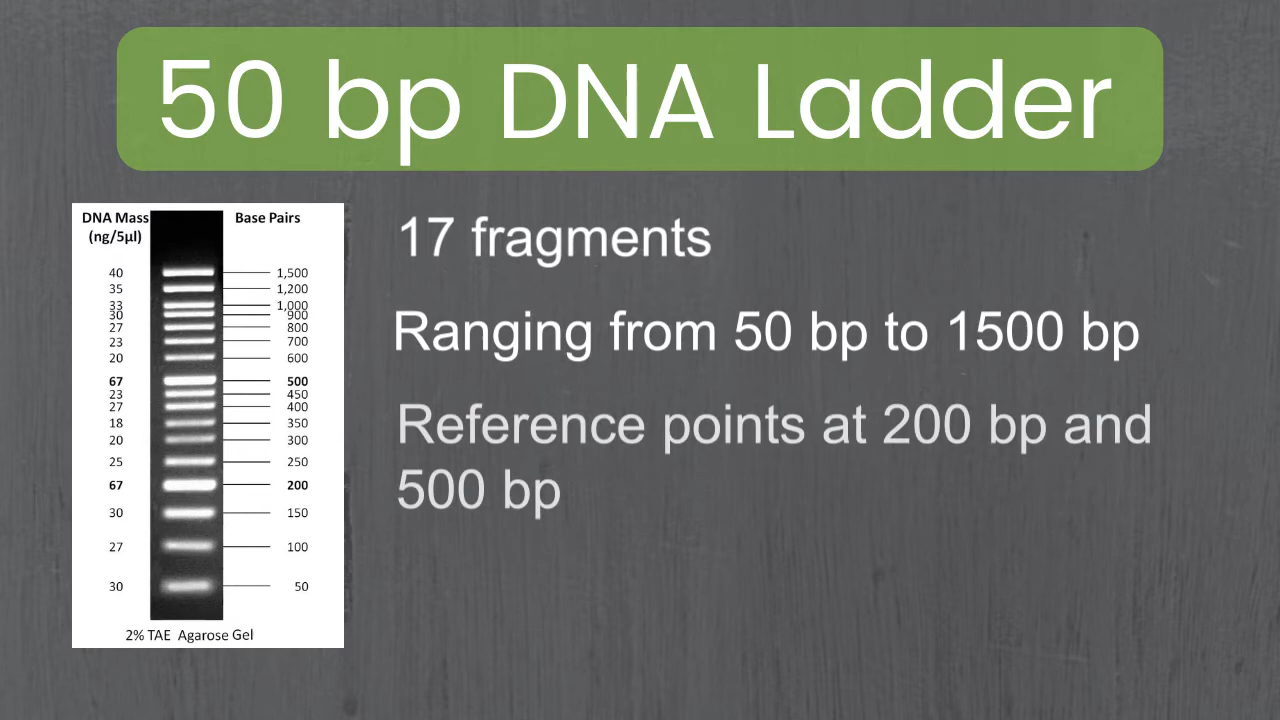 50 bp DNA Ladder
DNA Mass Base Pairs
(ng/5µl)
40 1,500
35 1,200
33 1,000
30 900
27 800
23 700
20 600
67 500
23 450
27 400
18 350
20 300
25 250
67 200
30 150
27 100
30 50
2% TAE Agarose Gel
17 fragments
Ranging from 50 bp to 1500 bp
Reference points at 200 bp and
500 bp